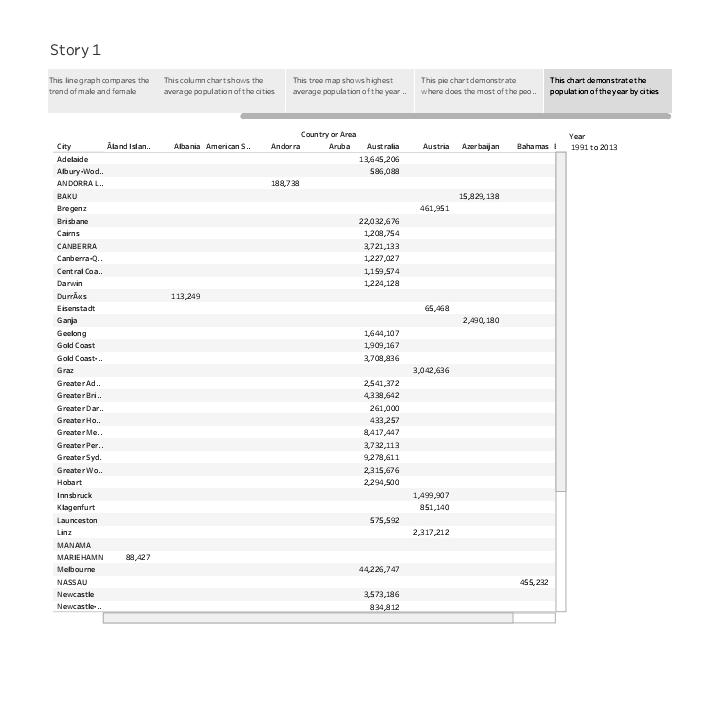 Story 1
This line graph compares the trend of male and female
This column chart shows the average population of the cities
This tree map shows highest average population of the year ..
This pie chart demonstrate where does the most of the peo..
This chart demonstrate the population of the year by cities
Country or Area
Year
City Åland Islan.. Albania American S.. Andorra Aruba Australia Austria Azerbaijan Bahamas
1991 to 2013
Adelaide 13,645,206
Albury-Wod.. 586,088
ANDORRA L.. 188,738
BAKU 15,829,138
Bregenz 461,951
Brisbane 22,032,676
Cairns 1,208,754
CANBERRA 3,721,133
Canberra-Q.. 1,227,027
Central Coa.. 1,159,574
Darwin 1,224,128
DurrÃ«s 113,249
Eisenstadt 65,468
Ganja 2,490,180
Geelong 1,644,107
Gold Coast 1,909,167
Gold Coast-.. 3,708,836
Graz 3,042,636
Greater Ad.. 2,541,372
Greater Bri.. 4,338,642
Greater Dar.. 261,000
Greater Ho.. 433,257
Greater Me.. 8,417,447
Greater Per.. 3,732,113
Greater Syd. 9,278,611
Greater Wo.. 2,315,676
Hobart 2,294,500
Innsbruck 1,499,907
Klagenfurt 851,140
Launceston 575,592
Linz 2,317,212
MANAMA
MARIEHAMN 88,427
Melbourne 44,226,747
NASSAU 455,232
Newcastle 3,573,186
Newcastle-.. 834,812